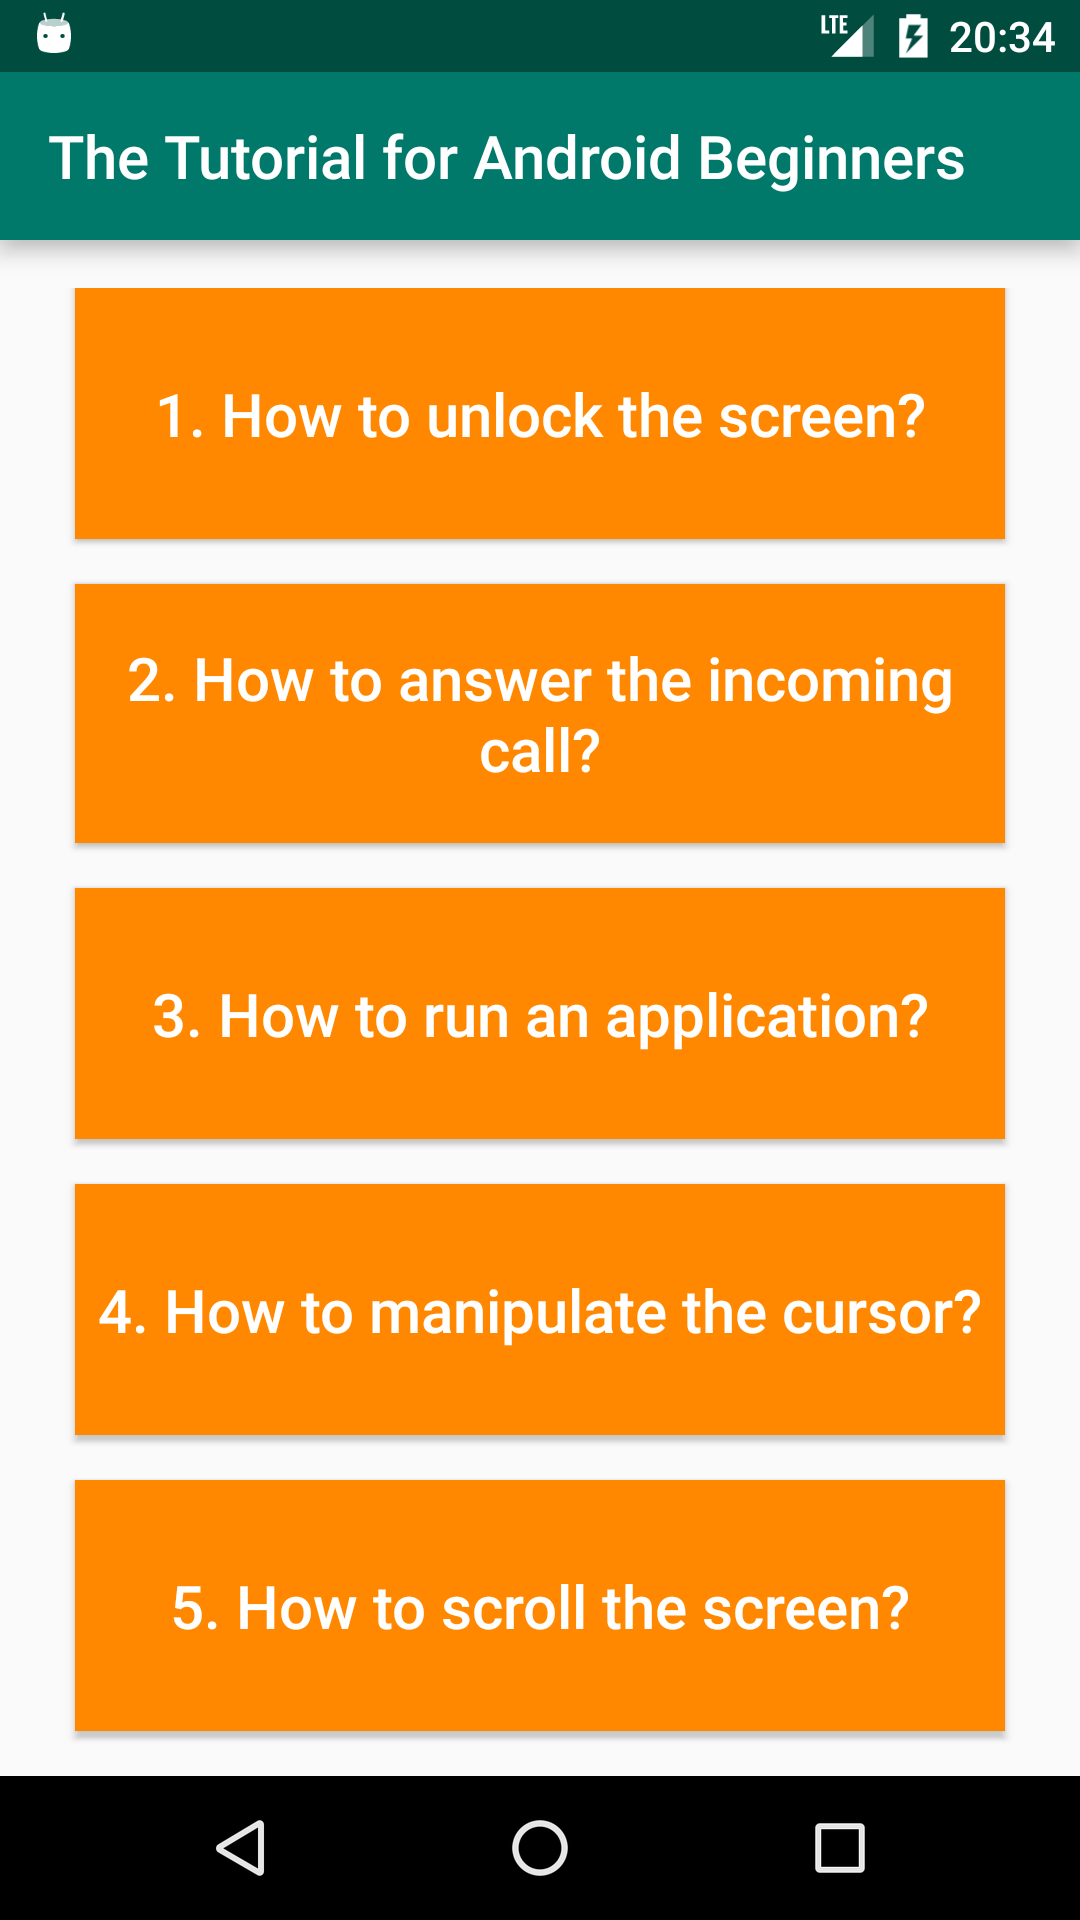 LTE 20:34
The Tutorial for Android Beginners
1. How to unlock the screen?
2. How to answer the incoming
call?
3. How to run an application?
4. How to manipulate the cursor?
5. How to scroll the screen?